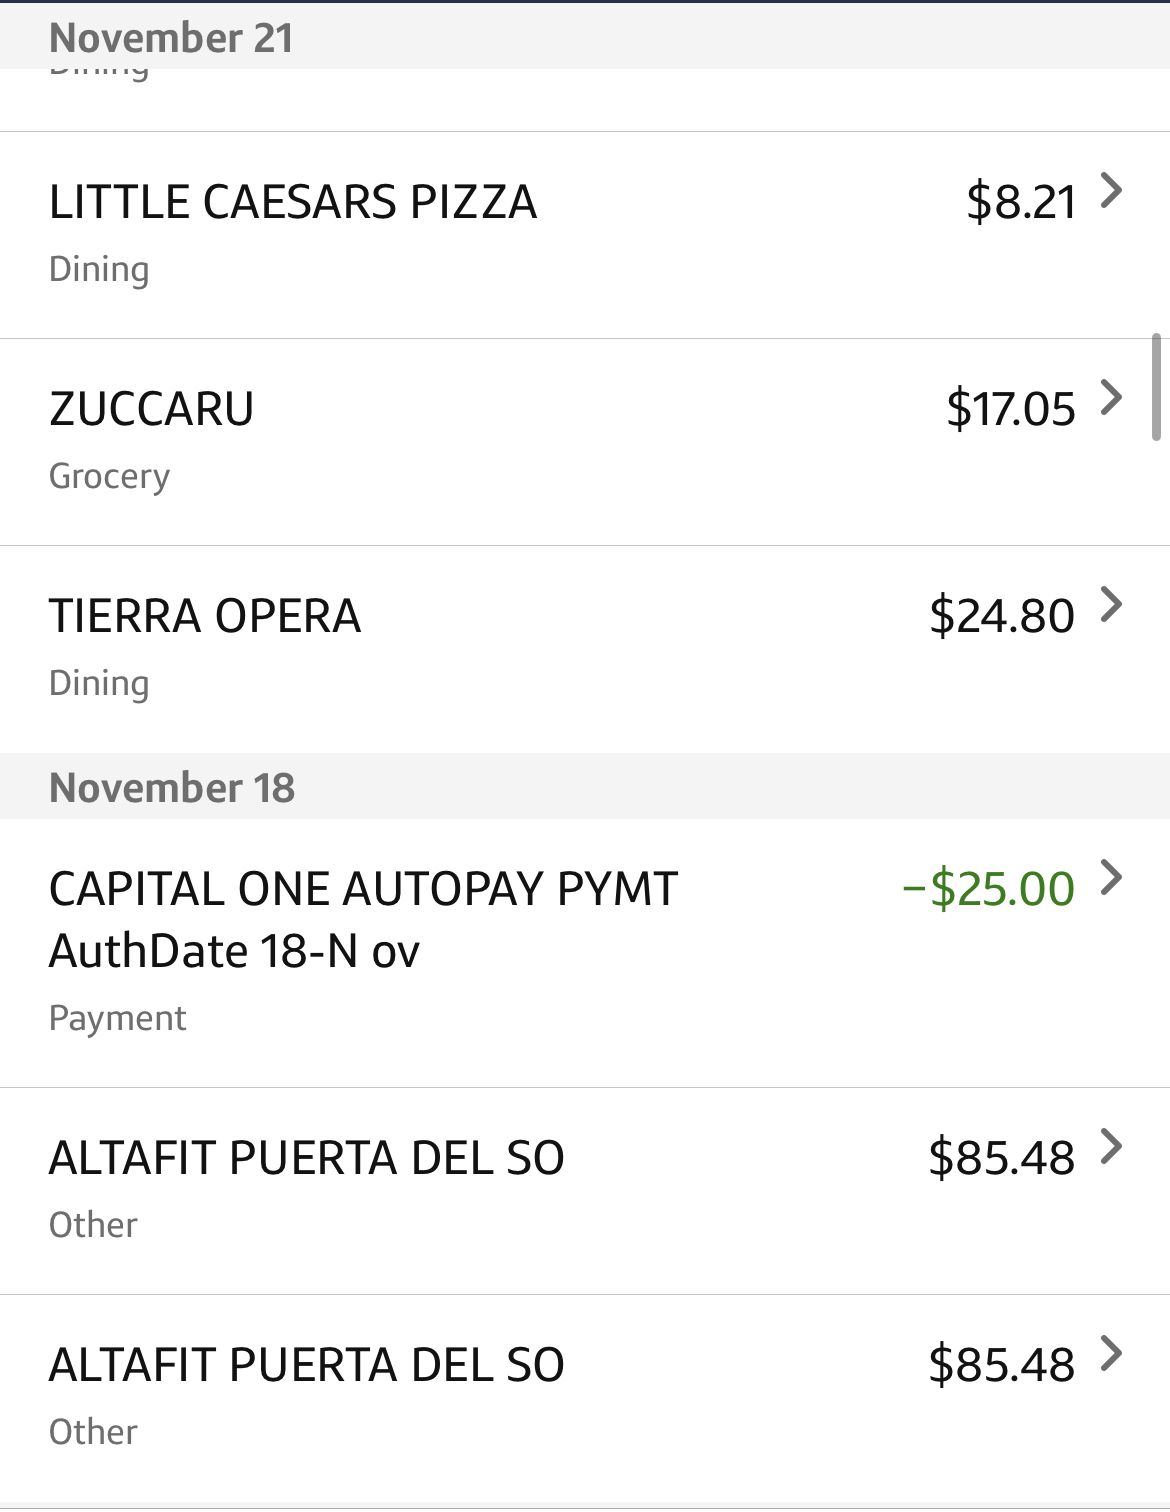 November 21
Dining
LITTLE CAESARS PIZZA
$8.21
Dining
ZUCCARU
$17.05
Grocery
TIERRA OPERA
$24.80
Dining
November 18
CAPITAL ONE AUTOPAY PYMT
AuthDate 18-N ov
−$25.00
Payment
ALTAFIT PUERTA DEL SO
$85.48
Other
ALTAFIT PUERTA DEL SO
$85.48
Other